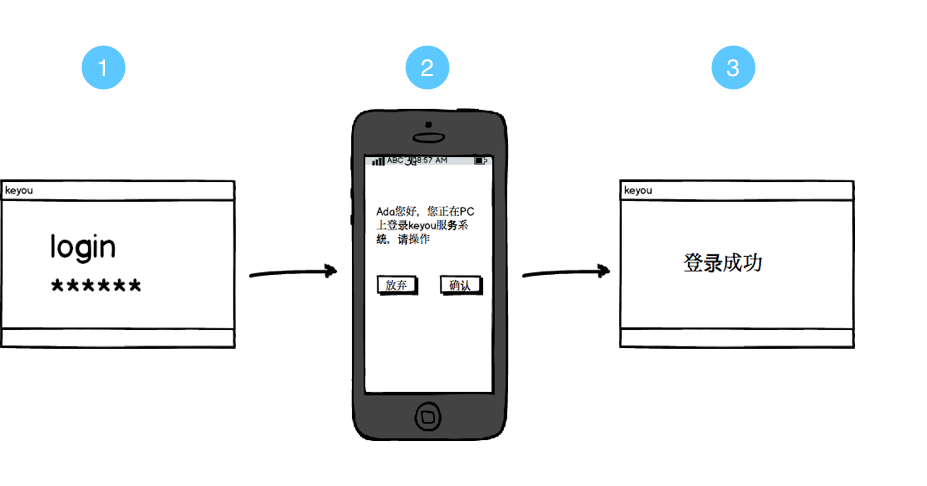 1
2
3
keyou
login
******
ABC 3G 8:57 AM
Ada您好，您正在PC
上登录keyou服务系
统，请操作
放弃
确认
keyou
登录成功